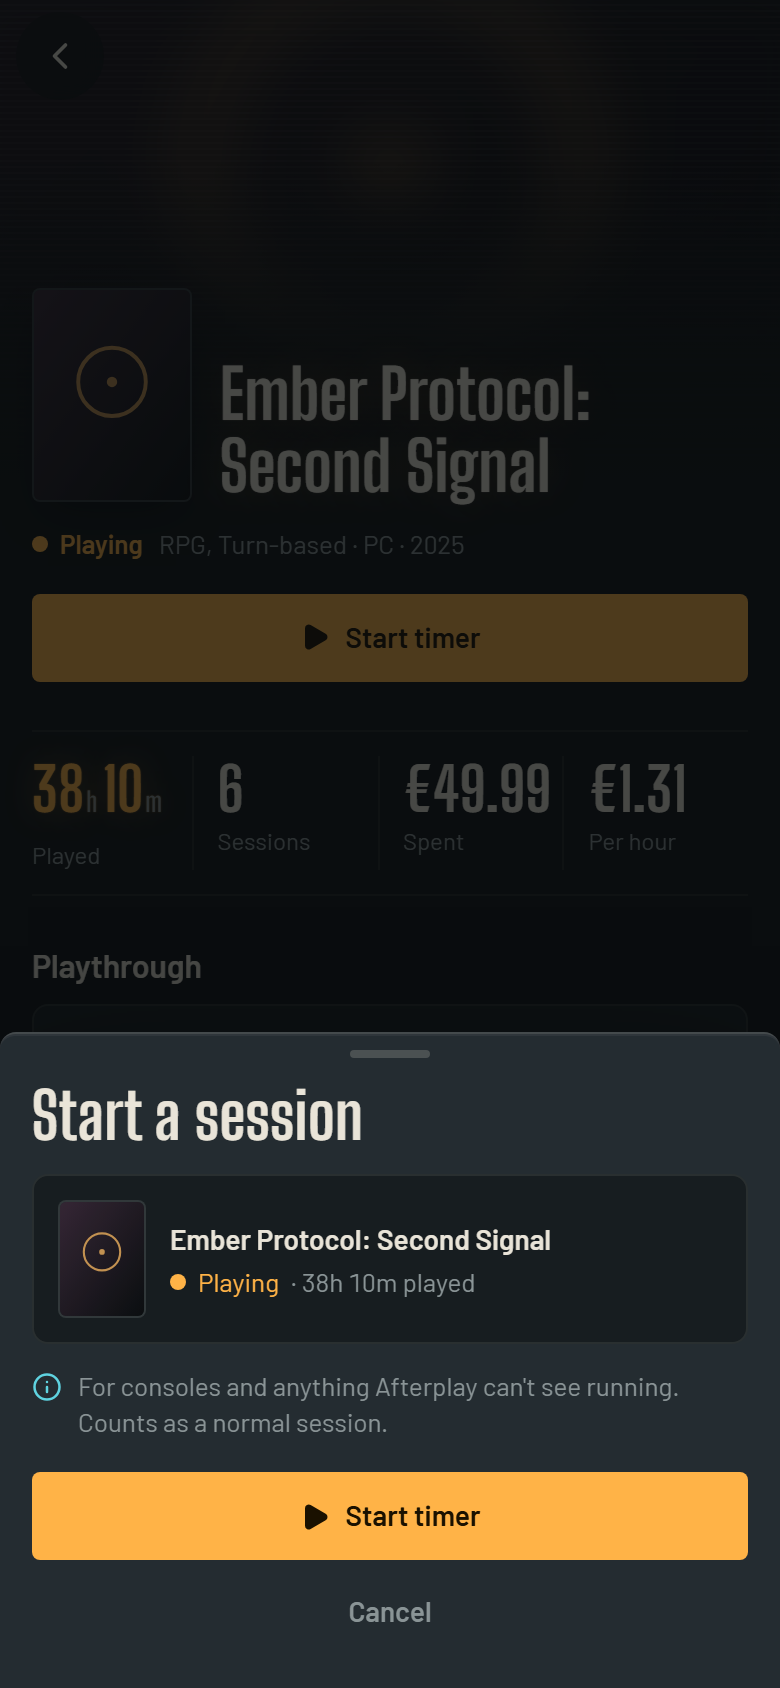 Ember Protocol:
Second Signal
Playing RPG, Turn-based · PC · 2025
Start timer
38h 10m 6 €49.99 €1.31
Played Sessions Spent Per hour
Playthrough
Start a session
Ember Protocol: Second Signal
Playing · 38h 10m played
For consoles and anything Afterplay can't see running.
Counts as a normal session.
Start timer
Cancel